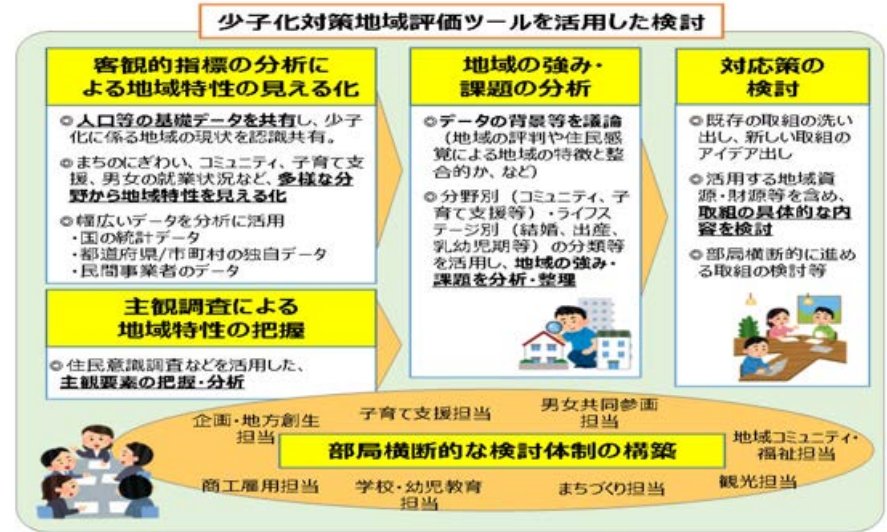 少子化対策地域評価ツールを活用した検討
客観的指標の分析に
よる地域特性の見える化
◎人口等の基礎データを共有し、少子
化に係る地域の現状を認識共有。
◎まちのにぎわい、コミュニティ、子育て支
援、男女の就業状況など、多様な分
野から地域特性を見える化
◎幅広いデータを分析に活用
・国の統計データ
・都道府県/市町村の独自データ
・民間事業者のデータ
主観調査による
地域特性の把握
◎住民意識調査などを活用した、
主観要素の把握・分析
地域の強み・
課題の分析
◎データの背景等を議論
（地域の評判や住民感
覚による地域の特徴と整
合的か、など）
◎分野別（コミュニティ、子
育て支援等）・ライフス
テージ別（結婚、出産、
乳幼児期等）の分類等
を活用し、地域の強み・
課題を分析・整理
対応策の
検討
◎既存の取組の洗い
出し、新しい取組の
アイデア出し
◎活用する地域資
源・財源等を含め、
取組の具体的な内
容を検討
◎部局横断的に進め
る取組の検討等
企画・地方創生
担当
子育て支援担当
男女共同参画
担当
地域コミュニティ・
福祉担当
部局横断的な検討体制の構築
商工雇用担当
学校・幼児教育
担当
まちづくり担当
観光担当